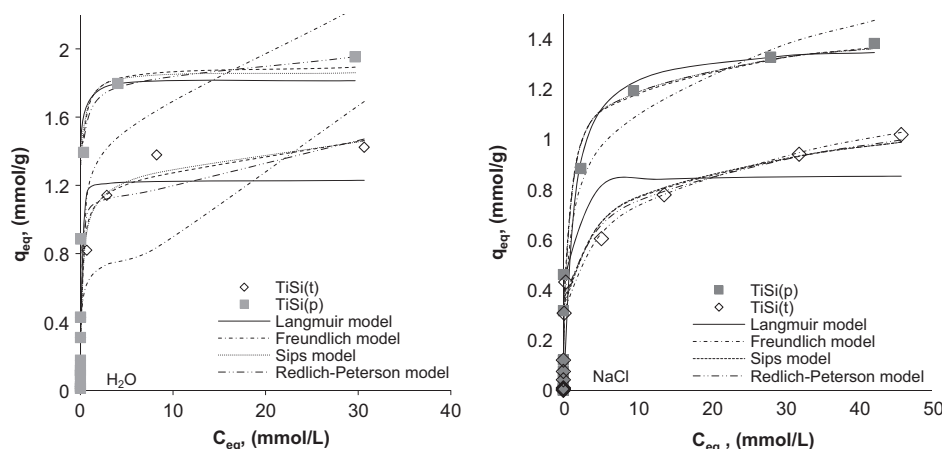 2
1.6
1.2
0.8
0.4
0
q_eq, (mmol/g)
TiSi(t)
TiSi(p)
Langmuir model
Freundlich model
Sips model
Redlich-Peterson model
H₂O
0 10 20 30 40
C_eq, (mmol/L)
1.4
1.2
1
0.8
0.6
0.4
0.2
0
q_eq, (mmol/g)
TiSi(p)
TiSi(t)
Langmuir model
Freundlich model
Sips model
Redlich-Peterson model
NaCl
0 10 20 30 40 50
C_eq , (mmol/L)